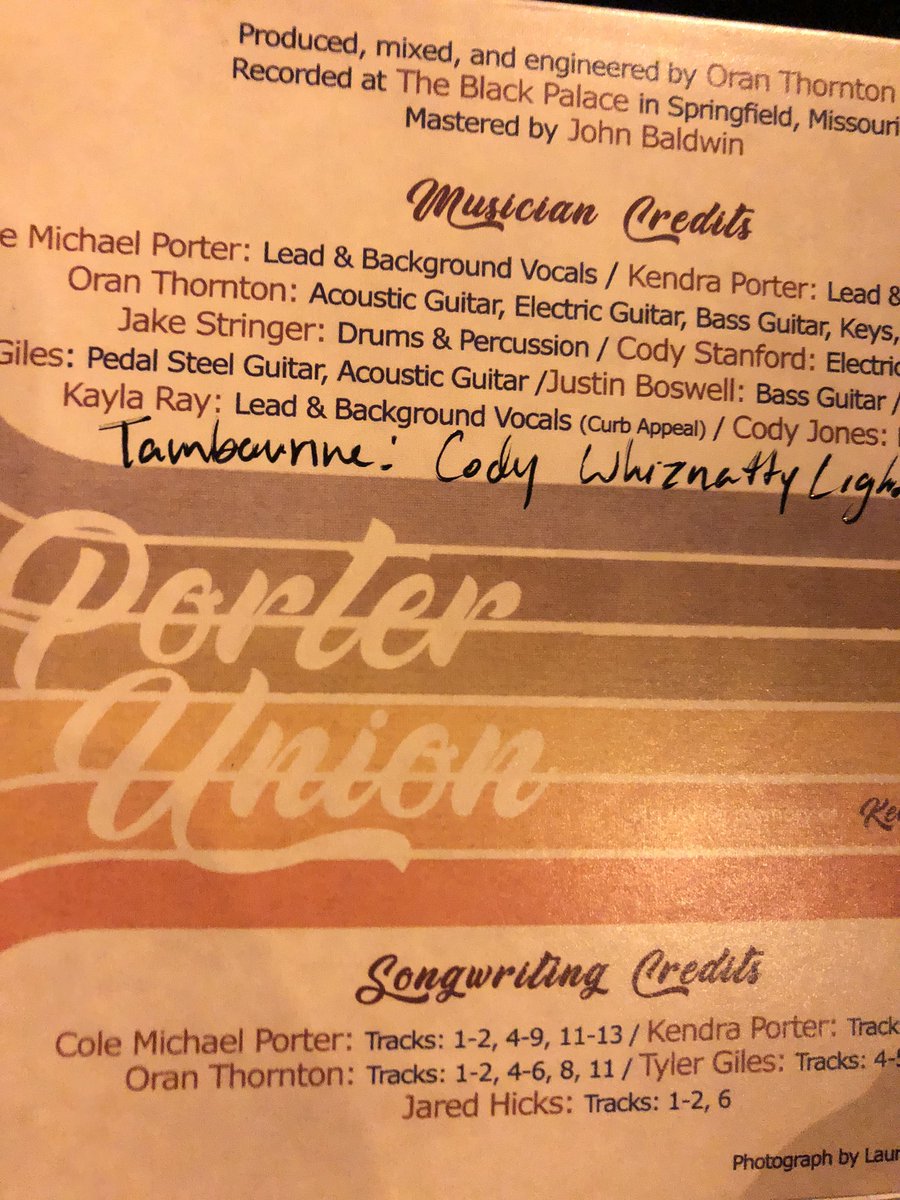 Produced, mixed, and engineered by Oran Thornton
Recorded at The Black Palace in Springfield, Missouri
Mastered by John Baldwin
Musician Credits
e Michael Porter: Lead & Background Vocals / Kendra Porter: Lead &
Oran Thornton: Acoustic Guitar, Electric Guitar, Bass Guitar, Keys,
Jake Stringer: Drums & Percussion / Cody Stanford: Electric
Giles: Pedal Steel Guitar, Acoustic Guitar /Justin Boswell: Bass Guitar /
Kayla Ray: Lead & Background Vocals (Curb Appeal) / Cody Jones:
Tambourine: Cody Whiznatty Ligh
Porter
Union
Ke
Songwriting Credits
Cole Michael Porter: Tracks: 1-2, 4-9, 11-13 / Kendra Porter: Track
Oran Thornton: Tracks: 1-2, 4-6, 8, 11 / Tyler Giles: Tracks: 4-5
Jared Hicks: Tracks: 1-2, 6
Photograph by Laur